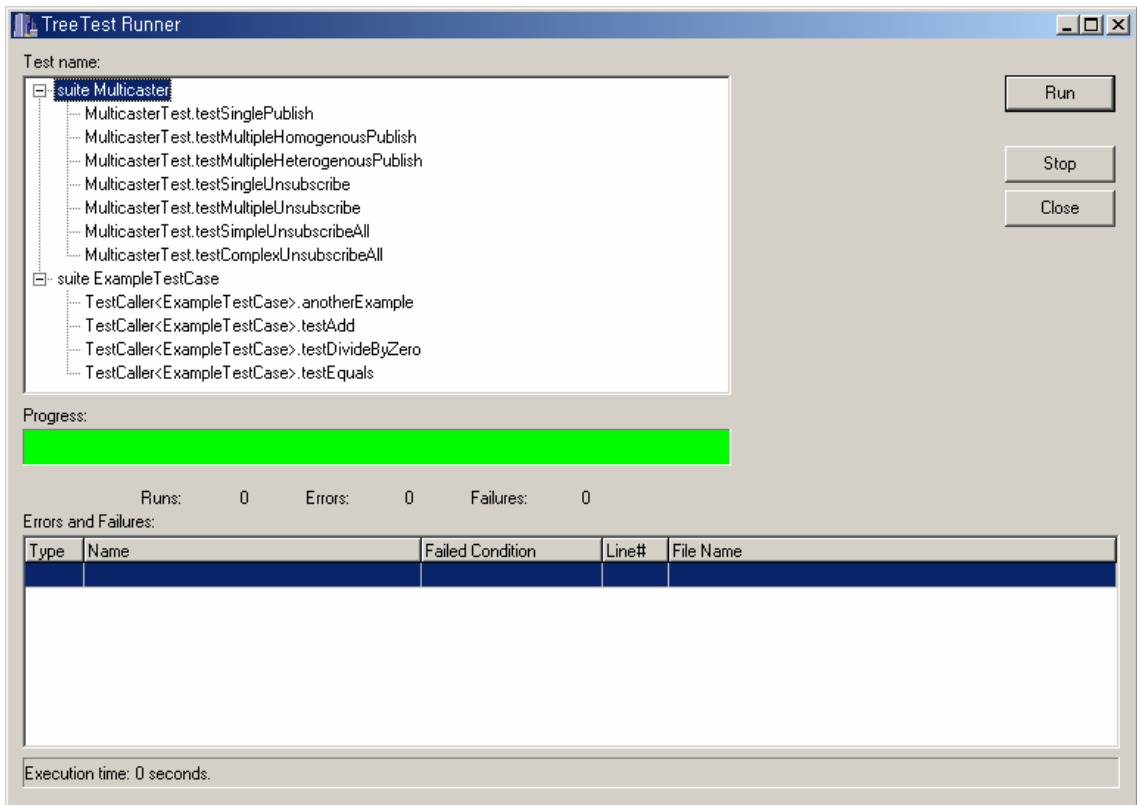 TreeTest Runner
Test name:
suite Multicaster
MulticasterTest.testSinglePublish
MulticasterTest.testMultipleHomogenousPublish
MulticasterTest.testMultipleHeterogenousPublish
MulticasterTest.testSingleUnsubscribe
MulticasterTest.testMultipleUnsubscribe
MulticasterTest.testSimpleUnsubscribeAll
MulticasterTest.testComplexUnsubscribeAll
suite ExampleTestCase
TestCaller<ExampleTestCase>.anotherExample
TestCaller<ExampleTestCase>.testAdd
TestCaller<ExampleTestCase>.testDivideByZero
TestCaller<ExampleTestCase>.testEquals
Run
Stop
Close
Progress:
Runs: 0 Errors: 0 Failures: 0
Errors and Failures:
Type Name Failed Condition Line# File Name
Execution time: 0 seconds.